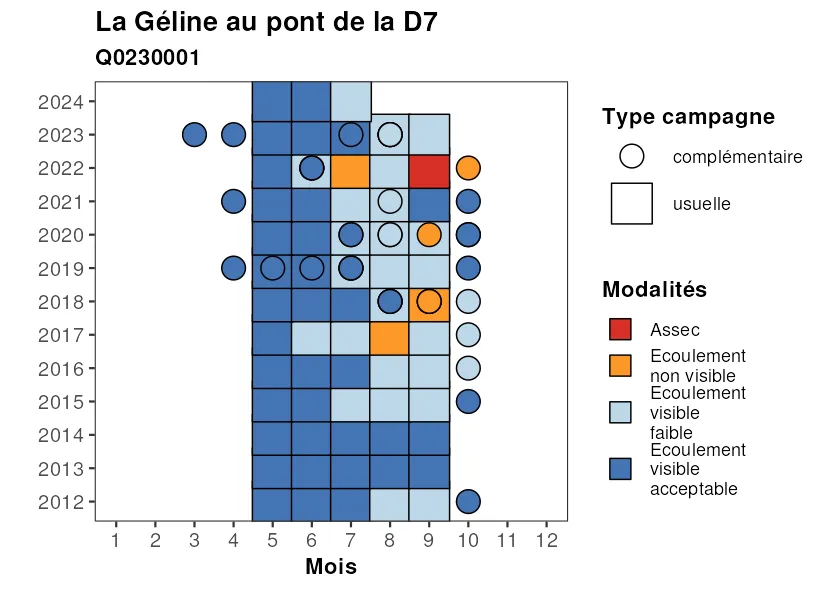 La Géline au pont de la D7
Q0230001
2024
2023
2022
2021
2020
2019
2018
2017
2016
2015
2014
2013
2012
1 2 3 4 5 6 7 8 9 10 11 12
Mois
Type campagne
complémentaire
usuelle
Modalités
Assec
Ecoulement
non visible
Ecoulement
visible
faible
Ecoulement
visible
acceptable